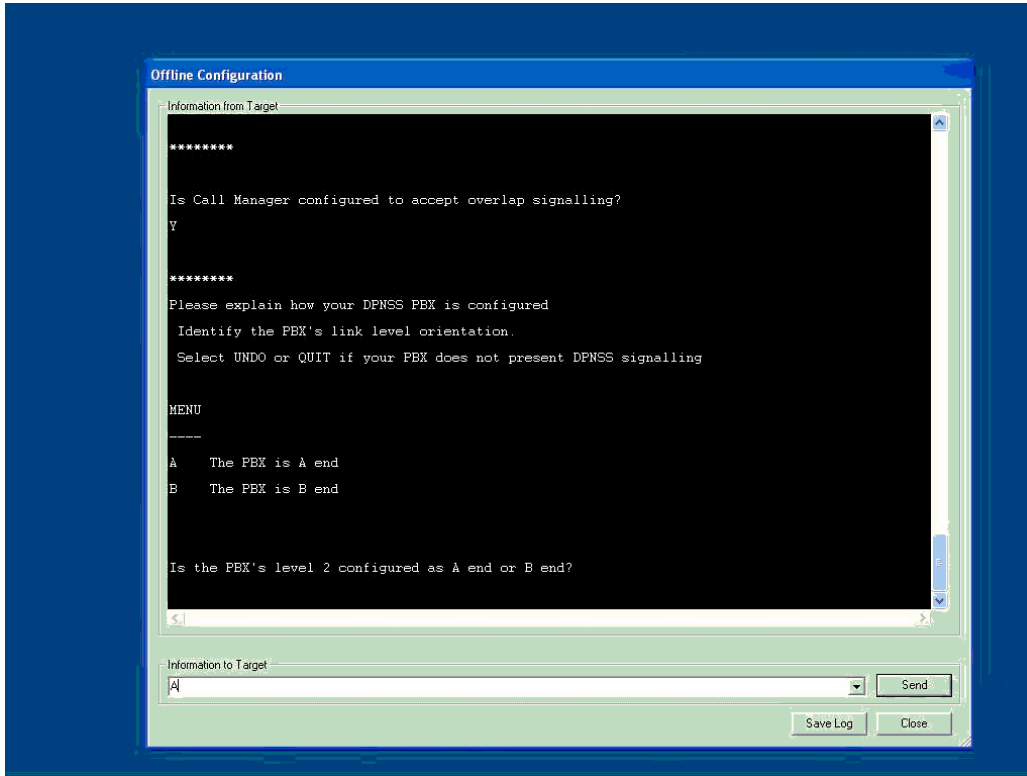 Offline Configuration
Information from Target
********
Is Call Manager configured to accept overlap signalling?
Y
********
Please explain how your DPNSS PBX is configured
Identify the PBX's link level orientation.
Select UNDO or QUIT if your PBX does not present DPNSS signalling
MENU
----
A The PBX is A end
B The PBX is B end
Is the PBX's level 2 configured as A end or B end?
Information to Target
A
Send
Save Log
Close